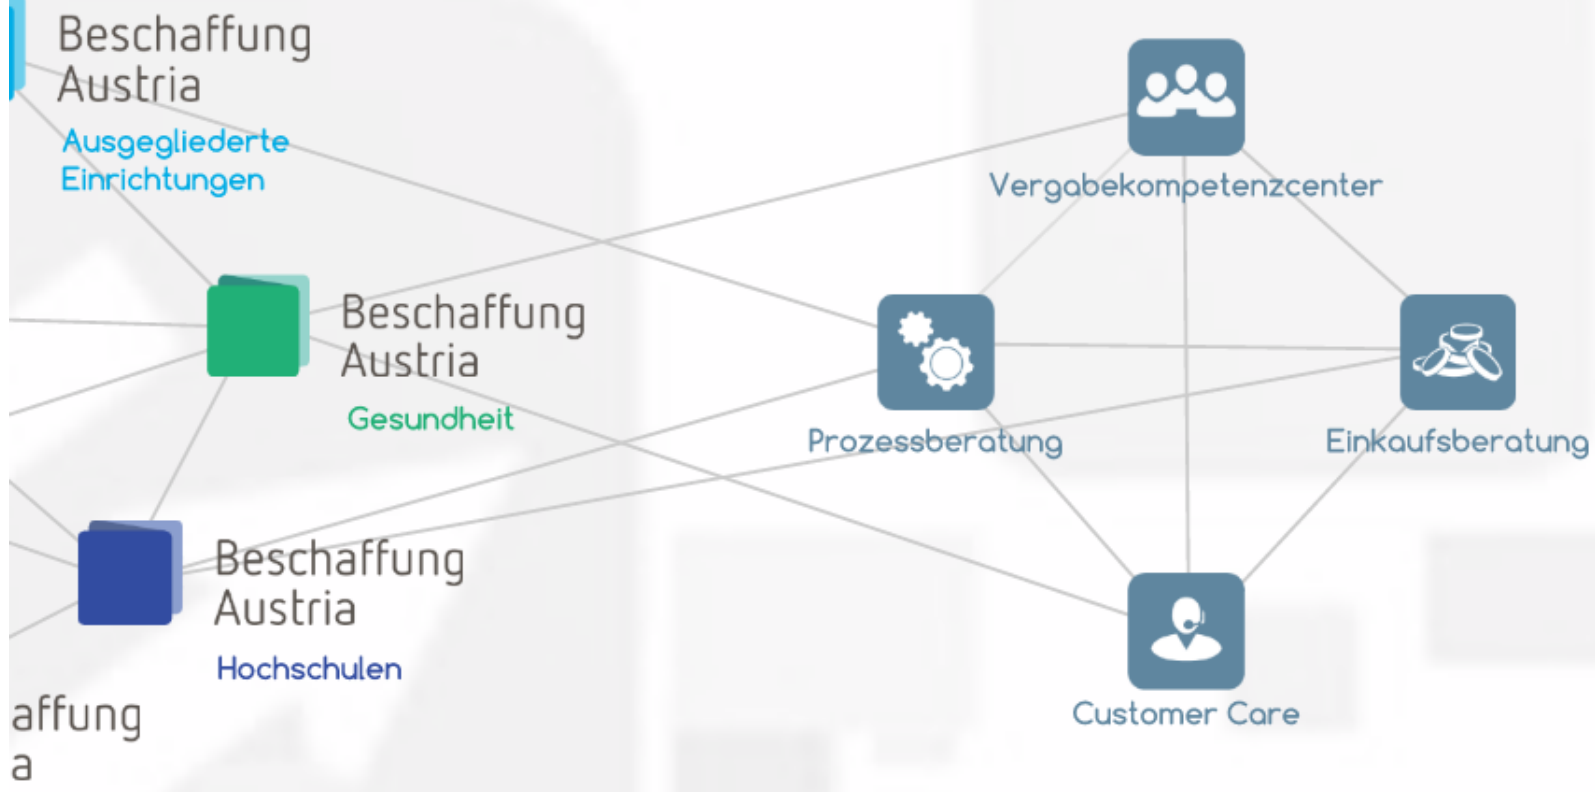 Beschaffung
Austria
Ausgegliederte
Einrichtungen
Vergabekompetenzcenter
Beschaffung
Austria
Gesundheit
Prozessberatung
Einkaufsberatung
Beschaffung
Austria
Hochschulen
affung
a
Customer Care